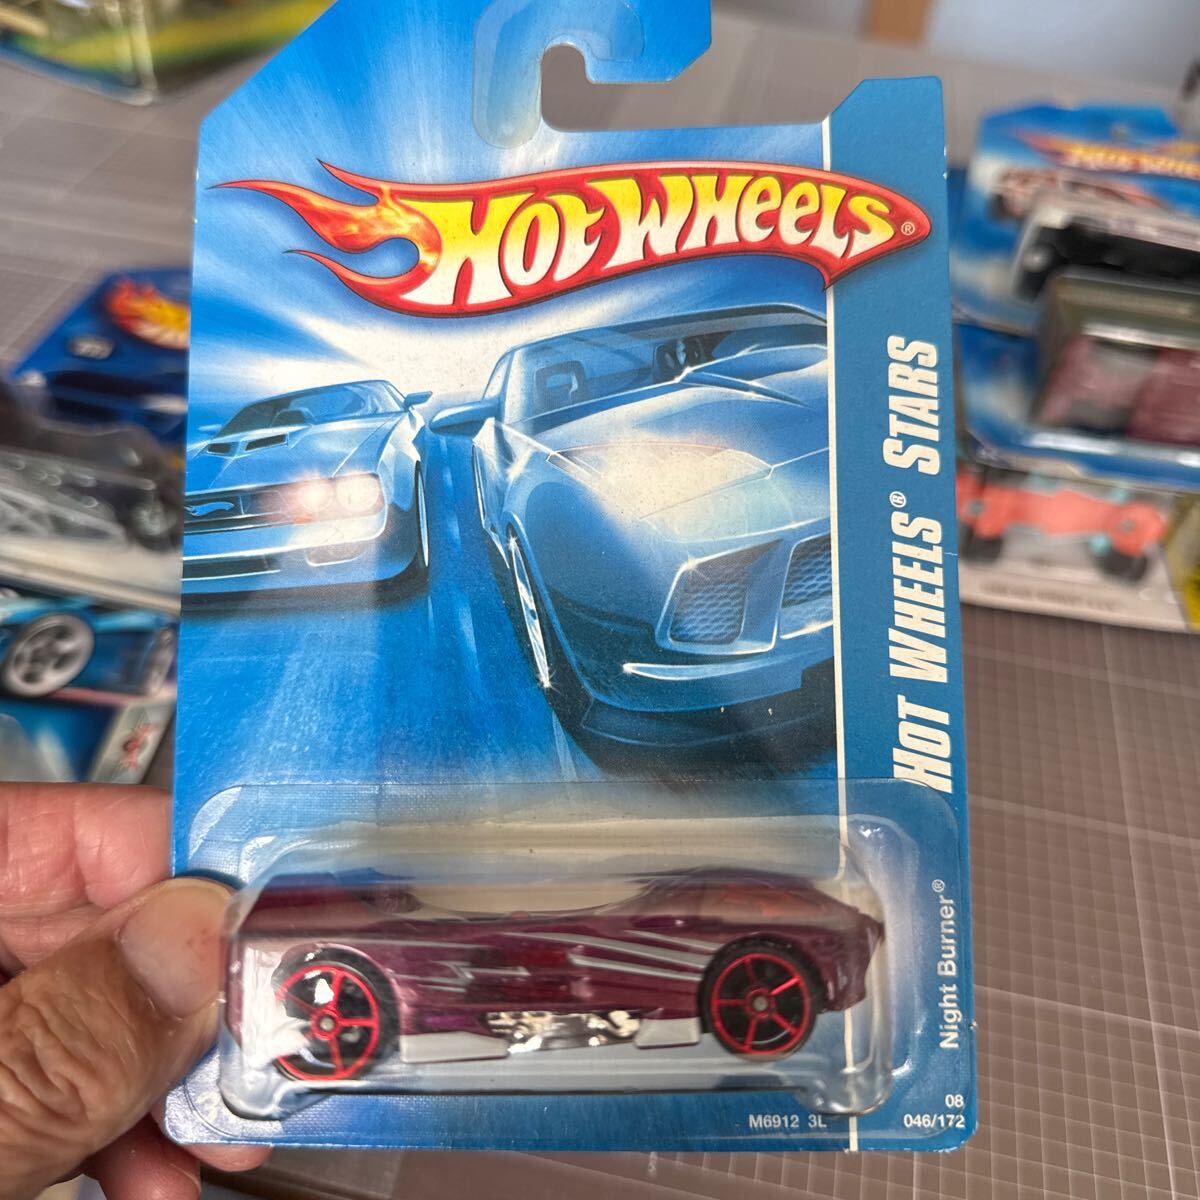 HOT WHEELS®
HOT WHEELS® STARS
Night Burner®
08
M6912 3L
046/172